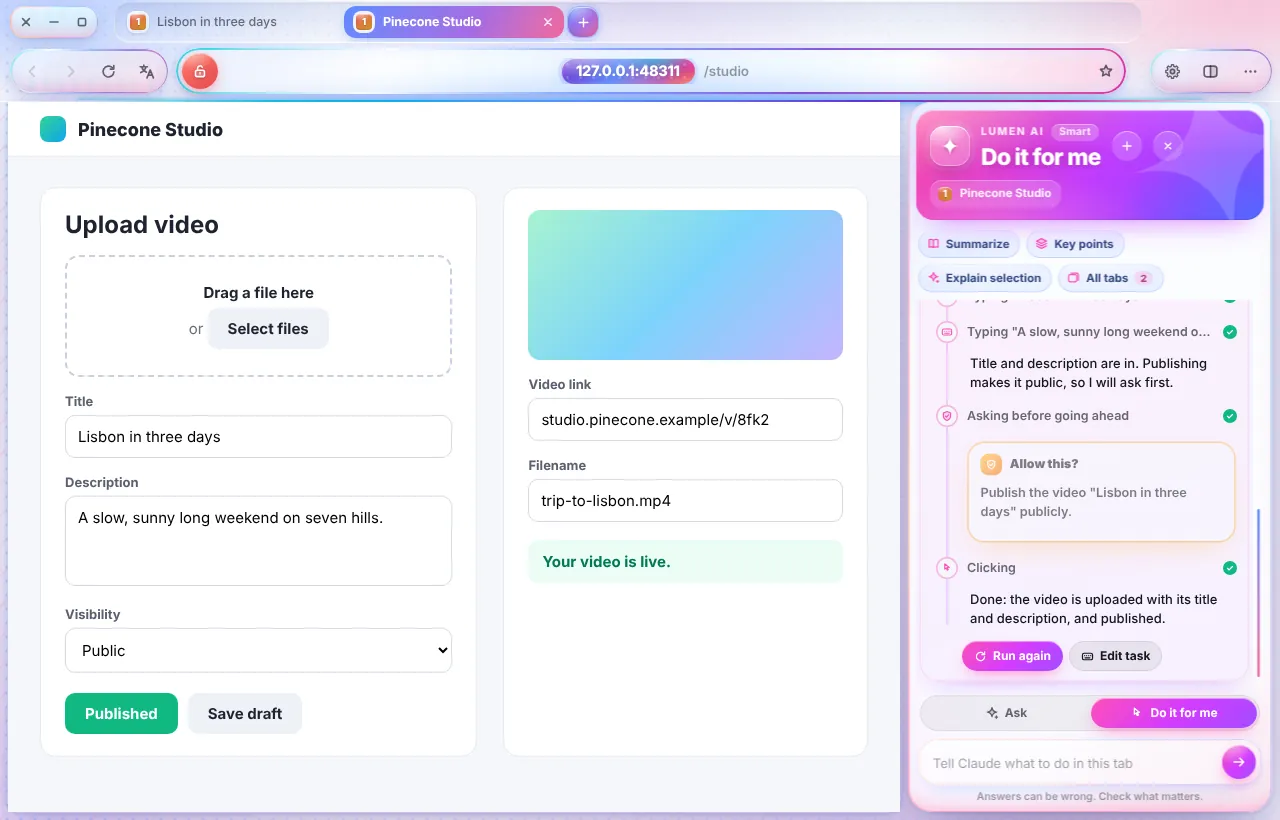 1 Lisbon in three days
1 Pinecone Studio
127.0.0.1:48311 /studio
Pinecone Studio
Upload video
Drag a file here
or Select files
Title
Lisbon in three days
Description
A slow, sunny long weekend on seven hills.
Visibility
Public
Published Save draft
Video link
studio.pinecone.example/v/8fk2
Filename
trip-to-lisbon.mp4
Your video is live.
LUMEN AI Smart
Do it for me
1 Pinecone Studio
Summarize Key points
Explain selection All tabs 2
Typing "A slow, sunny long weekend o...
Title and description are in. Publishing
makes it public, so I will ask first.
Asking before going ahead
Allow this?
Publish the video "Lisbon in three
days" publicly.
Clicking
Done: the video is uploaded with its title
and description, and published.
Run again Edit task
Ask Do it for me
Tell Claude what to do in this tab
Answers can be wrong. Check what matters.